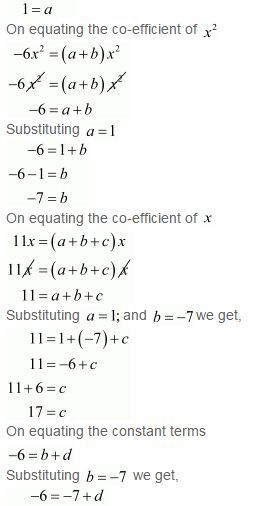 1 = a
On equating the co-efficient of x²
-6x² = (a+b)x²
-6x² = (a+b)x²
-6 = a+b
Substituting a = 1
-6 = 1+b
-6-1 = b
-7 = b
On equating the co-efficient of x
11x = (a+b+c)x
11x = (a+b+c)x
11 = a+b+c
Substituting a = 1; and b = -7 we get,
11 = 1+(-7)+c
11 = -6+c
11+6 = c
17 = c
On equating the constant terms
-6 = b+d
Substituting b = -7 we get,
-6 = -7+d